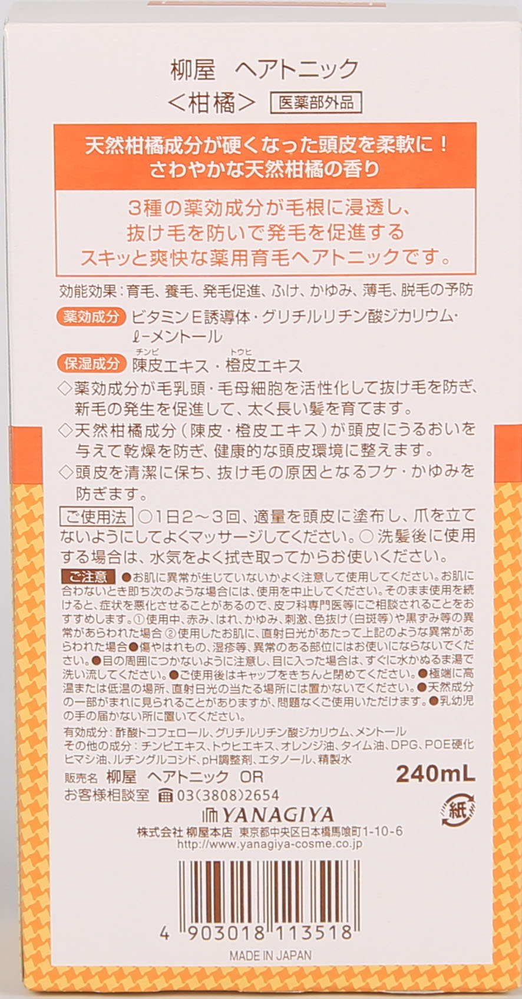 柳屋 ヘアトニック
＜柑橘＞ 医薬部外品
天然柑橘成分が硬くなった頭皮を柔軟に！
さわやかな天然柑橘の香り
3種の薬効成分が毛根に浸透し、
抜け毛を防いで発毛を促進する
スキッと爽快な薬用育毛ヘアトニックです。
効能効果：育毛、養毛、発毛促進、ふけ、かゆみ、薄毛、脱毛の予防
薬効成分 ビタミンE誘導体・グリチルリチン酸ジカリウム・
ℓ-メントール
チンピ トウヒ
保湿成分 陳皮エキス・橙皮エキス
◇薬効成分が毛乳頭・毛母細胞を活性化して抜け毛を防ぎ、
新毛の発生を促進して、太く長い髪を育てます。
◇天然柑橘成分（陳皮・橙皮エキス）が頭皮にうるおいを
与えて乾燥を防ぎ、健康的な頭皮環境に整えます。
◇頭皮を清潔に保ち、抜け毛の原因となるフケ・かゆみを
防ぎます。
ご使用法 ○1日2〜3回、適量を頭皮に塗布し、爪を立て
ないようにしてよくマッサージしてください。○洗髪後に使用
する場合は、水気をよく拭き取ってからお使いください。
ご注意 ●お肌に異常が生じていないかよく注意して使用してください。お肌に
合わないとき即ち次のような場合には、使用を中止してください。そのまま使用を続
けると、症状を悪化させることがあるので、皮フ科専門医等にご相談されることをお
すすめします。①使用中、赤み、はれ、かゆみ、刺激、色抜け（白斑等）や黒ずみ等の異
常があらわれた場合②使用したお肌に、直射日光があたって上記のような異常があ
らわれた場合●傷やはれもの、湿疹等、異常のある部位にはお使いにならないでくだ
さい。●目の周囲につかないように注意し、目に入った場合は、すぐに水かぬるま湯で
洗い流してください。●ご使用後はキャップをきちんと閉めてください。●極端に高
温または低温の場所、直射日光の当たる場所には置かないでください。●天然成分
の一部がまれに見られることがありますが、問題なくご使用いただけます。●乳幼児
の手の届かない所に置いてください。
有効成分：酢酸トコフェロール、グリチルリチン酸ジカリウム、メントール
その他の成分：チンピエキス、トウヒエキス、オレンジ油、タイム油、DPG、POE硬化
ヒマシ油、ルチングルコシド、pH調整剤、エタノール、精製水
販売名 柳屋 ヘアトニック OR 240mL
お客様相談室 ☎03(3808)2654
紙
YANAGIYA
株式会社 柳屋本店 東京都中央区日本橋馬喰町1-10-6
http://www.yanagiya-cosme.co.jp
4 903018 113518
MADE IN JAPAN